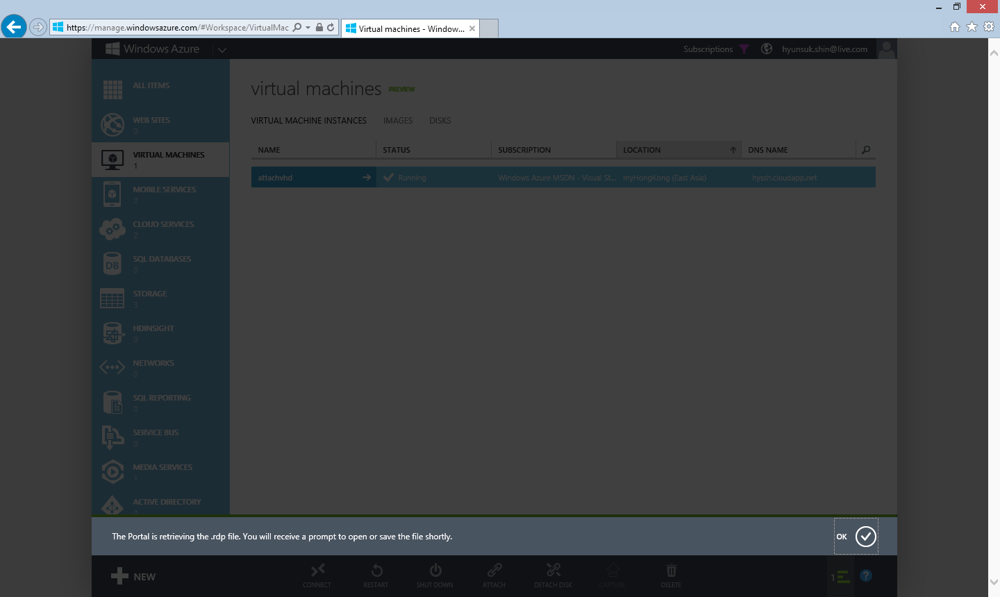 https://manage.windowsazure.com/#Workspace/VirtualMac
Virtual machines - Window...
Windows Azure
Subscriptions
hyunsuk.shin@live.com
ALL ITEMS
WEB SITES
0
VIRTUAL MACHINES
1
MOBILE SERVICES
0
CLOUD SERVICES
2
SQL DATABASES
0
DB
STORAGE
3
HDINSIGHT
0
NETWORKS
0
SQL REPORTING
0
SERVICE BUS
0
MEDIA SERVICES
1
ACTIVE DIRECTORY
0
virtual machines PREVIEW
VIRTUAL MACHINE INSTANCES IMAGES DISKS
NAME STATUS SUBSCRIPTION LOCATION DNS NAME
attachvhd Running Windows Azure MSDN - Visual St... myHongKong (East Asia) hyssh.cloudapp.net
The Portal is retrieving the .rdp file. You will receive a prompt to open or save the file shortly.
OK
NEW
CONNECT RESTART SHUT DOWN ATTACH DETACH DISK CAPTURE DELETE
1 ?